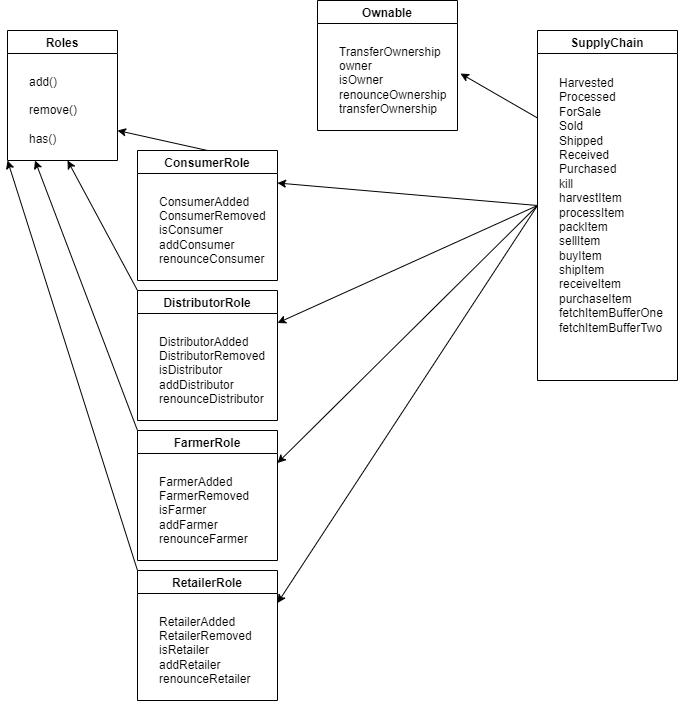 Roles
add()
remove()
has()
Ownable
TransferOwnership
owner
isOwner
renounceOwnership
transferOwnership
SupplyChain
Harvested
Processed
ForSale
Sold
Shipped
Received
Purchased
kill
harvestItem
processItem
packItem
sellItem
buyItem
shipItem
receiveItem
purchaseItem
fetchItemBufferOne
fetchItemBufferTwo
ConsumerRole
ConsumerAdded
ConsumerRemoved
isConsumer
addConsumer
renounceConsumer
DistributorRole
DistributorAdded
DistributorRemoved
isDistributor
addDistributor
renounceDistributor
FarmerRole
FarmerAdded
FarmerRemoved
isFarmer
addFarmer
renounceFarmer
RetailerRole
RetailerAdded
RetailerRemoved
isRetailer
addRetailer
renounceRetailer